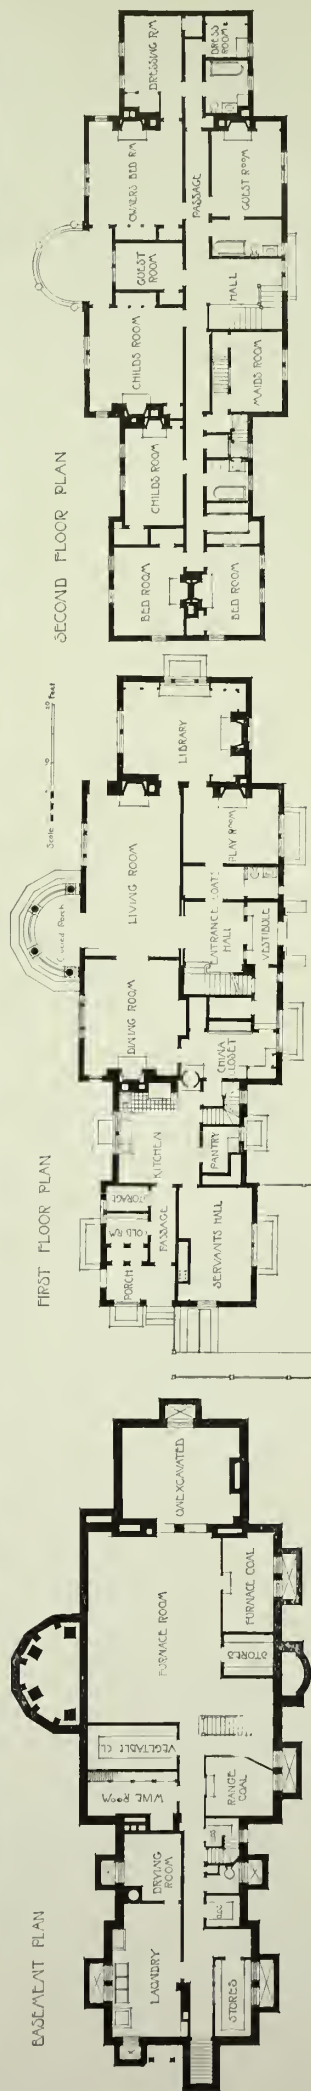 SECOND FLOOR PLAN
DRESSING R'M
DRESS
ROOM
OWNERS BED R'M
PASSAGE
GUEST ROOM
GUEST
ROOM
HALL
CHILDS ROOM
MAIDS ROOM
CHILDS ROOM
BED ROOM
BED ROOM
FIRST FLOOR PLAN
Scale
10
20 Feet
LIBRARY
LIVING ROOM
PLAY ROOM
COATS
ENTRANCE
HALL
VESTIBULE
Covered Porch
DINING ROOM
CHINA
CLOSET
KITCHEN
PANTRY
STORAGE
COLD R'M
PASSAGE
PORCH
SERVANTS HALL
BASEMENT PLAN
UNEXCAVATED
FURNACE ROOM
FURNACE COAL
STORES
VEGETABLE CL.
WINE ROOM
RANGE
COAL
DRYING
ROOM
LAUNDRY
STORES